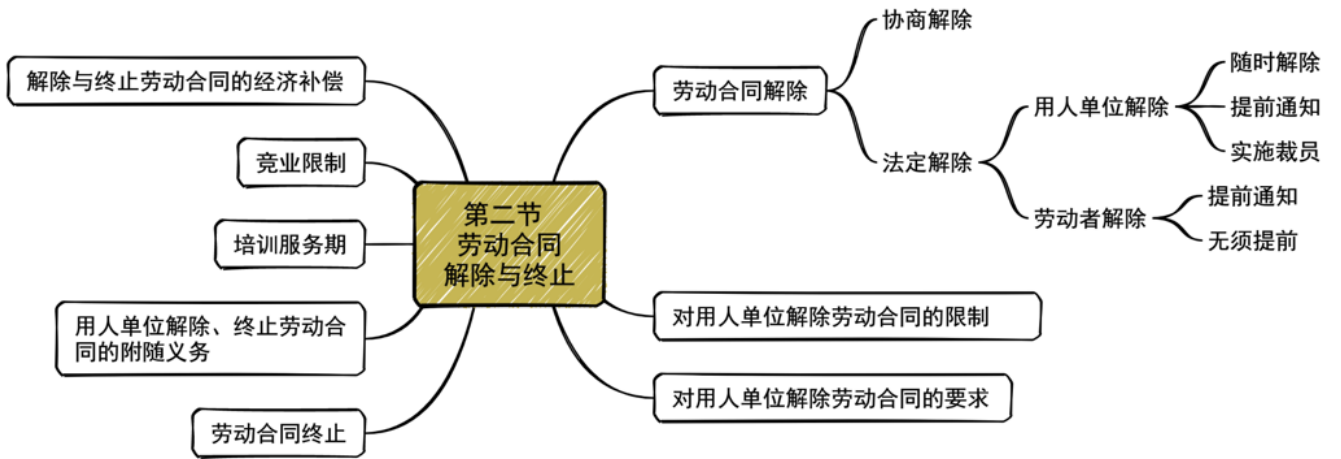 第二节
劳动合同
解除与终止
劳动合同解除
协商解除
法定解除
用人单位解除
随时解除
提前通知
实施裁员
劳动者解除
提前通知
无须提前
对用人单位解除劳动合同的限制
对用人单位解除劳动合同的要求
解除与终止劳动合同的经济补偿
竞业限制
培训服务期
用人单位解除、终止劳动合
同的附随义务
劳动合同终止